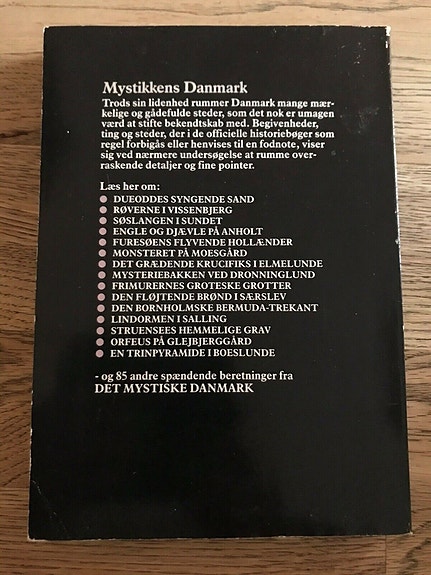 Mystikkens Danmark
Trods sin lidenhed rummer Danmark mange mær-
kelige og gådefulde steder, som det nok er umagen
værd at stifte bekendtskab med. Begivenheder,
ting og steder, der i de officielle historiebøger som
regel forbigås eller henvises til en fodnote, viser
sig ved nærmere undersøgelse at rumme over-
raskende detaljer og fine pointer.
Læs her om:
● DUEODDES SYNGENDE SAND
● RØVERNE I VISSENBJERG
● SØSLANGEN I SUNDET
● ENGLE OG DJÆVLE PÅ ANHOLT
● FURESØENS FLYVENDE HOLLÆNDER
● MONSTERET PÅ MOESGÅRD
● DET GRÆDENDE KRUCIFIKS I ELMELUNDE
● MYSTERIEBAKKEN VED DRONNINGLUND
● FRIMURERNES GROTESKE GROTTER
● DEN FLØJTENDE BRØND I SÆRSLEV
● DEN BORNHOLMSKE BERMUDA-TREKANT
● LINDORMEN I SALLING
● STRUENSEES HEMMELIGE GRAV
● ORFEUS PÅ GLEJBJERGGÅRD
● EN TRINPYRAMIDE I BOESLUNDE
- og 85 andre spændende beretninger fra
DET MYSTISKE DANMARK